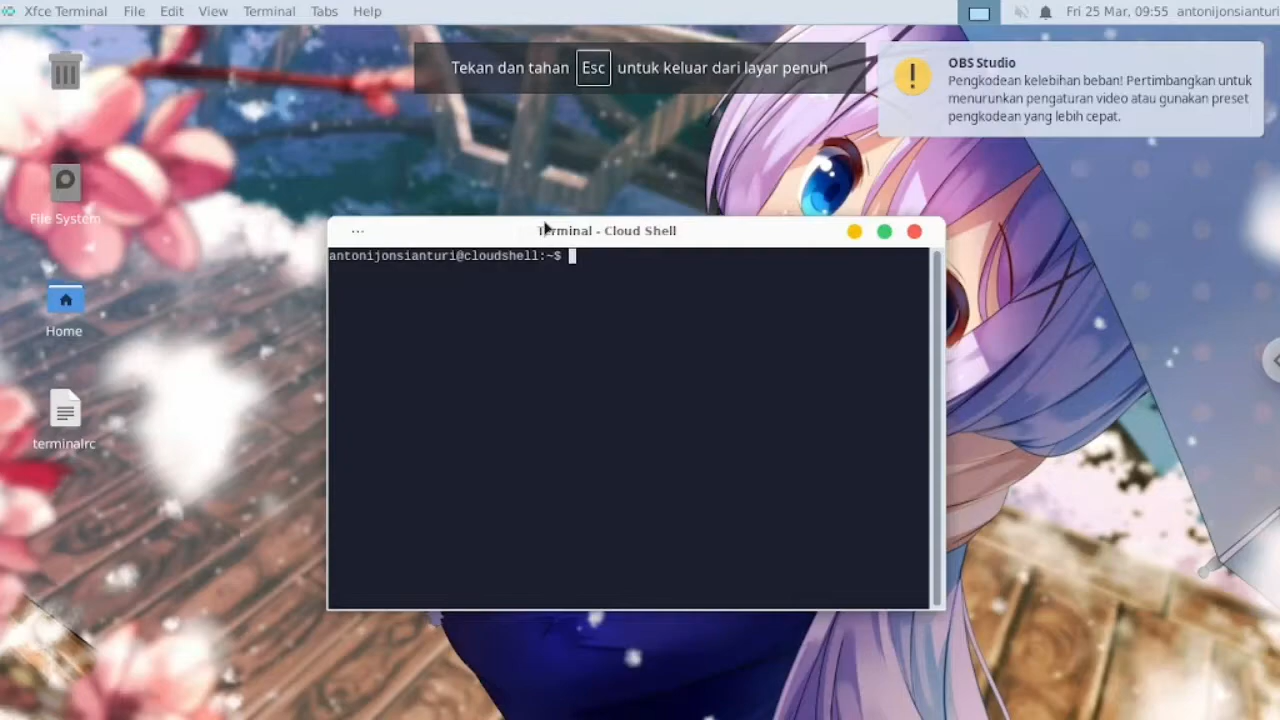 Xfce Terminal File Edit View Terminal Tabs Help
Fri 25 Mar, 09:55 antonijonsianturi
Tekan dan tahan Esc untuk keluar dari layar penuh
OBS Studio
Pengkodean kelebihan beban! Pertimbangkan untuk
menurunkan pengaturan video atau gunakan preset
pengkodean yang lebih cepat.
File System
Home
terminalrc
... Terminal - Cloud Shell
antonijonsianturi@cloudshell:~$